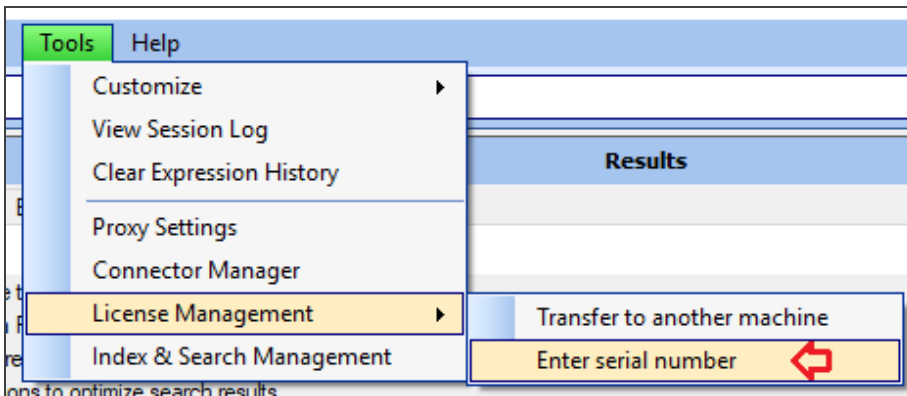 Tools Help
Customize
View Session Log
Clear Expression History
Results
Proxy Settings
Connector Manager
License Management
Transfer to another machine
Index & Search Management
Enter serial number
ons to optimize search results